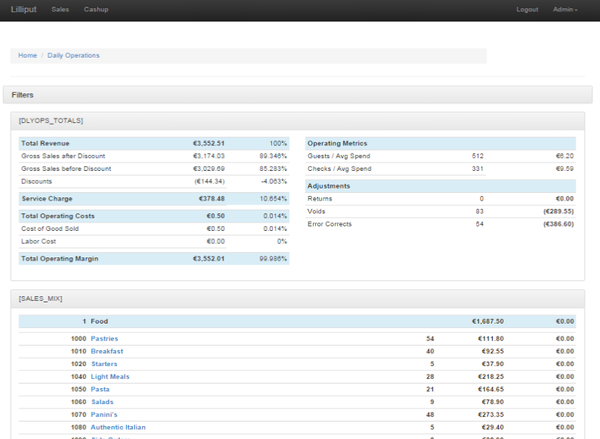 Lilliput Sales Cashup Logout Admin
Home / Daily Operations
Filters
[DLYOPS_TOTALS]
Total Revenue €3,552.51 100%
Gross Sales after Discount €3,174.03 89.346%
Gross Sales before Discount €3,029.69 85.283%
Discounts (€144.34) -4.063%
Service Charge €378.48 10.654%
Total Operating Costs €0.50 0.014%
Cost of Good Sold €0.50 0.014%
Labor Cost €0.00 0%
Total Operating Margin €3,552.01 99.986%
Operating Metrics
Guests / Avg Spend 512 €6.20
Checks / Avg Spend 331 €9.59
Adjustments
Returns 0 €0.00
Voids 83 (€289.55)
Error Corrects 54 (€386.60)
[SALES_MIX]
1 Food €1,687.50 €0.00
1000 Pastries 54 €111.80 €0.00
1010 Breakfast 40 €92.55 €0.00
1020 Starters 5 €37.90 €0.00
1040 Light Meals 28 €218.25 €0.00
1050 Pasta 21 €164.65 €0.00
1060 Salads 9 €78.90 €0.00
1070 Panini's 48 €273.35 €0.00
1080 Authentic Italian 5 €29.40 €0.00